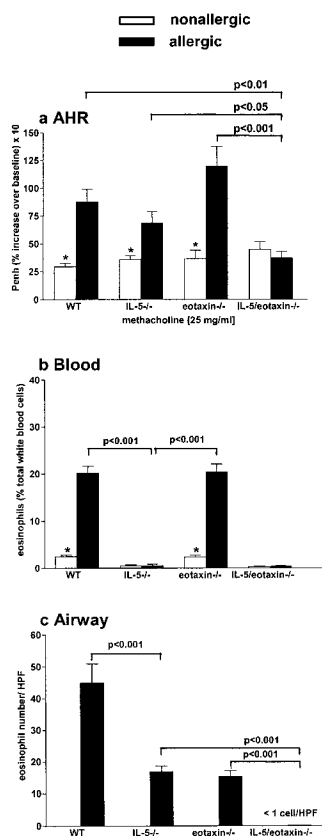 nonallergic
allergic
p<0.01
p<0.05
p<0.001
a AHR
Penh (% increase over baseline) x 10
150
125
100
75
50
25
0
*
*
*
WT
IL-5-/-
eotaxin-/-
IL-5/eotaxin-/-
methacholine [25 mg/ml]
b Blood
eosinophils (% total white blood cells)
40
30
20
10
0
p<0.001
p<0.001
*
*
WT
IL-5-/-
eotaxin-/-
IL-5/eotaxin-/-
c Airway
eosinophil number/ HPF
60
50
40
30
20
10
0
p<0.001
p<0.001
p<0.001
< 1 cell/HPF
WT
IL-5-/-
eotaxin-/-
IL-5/eotaxin-/-